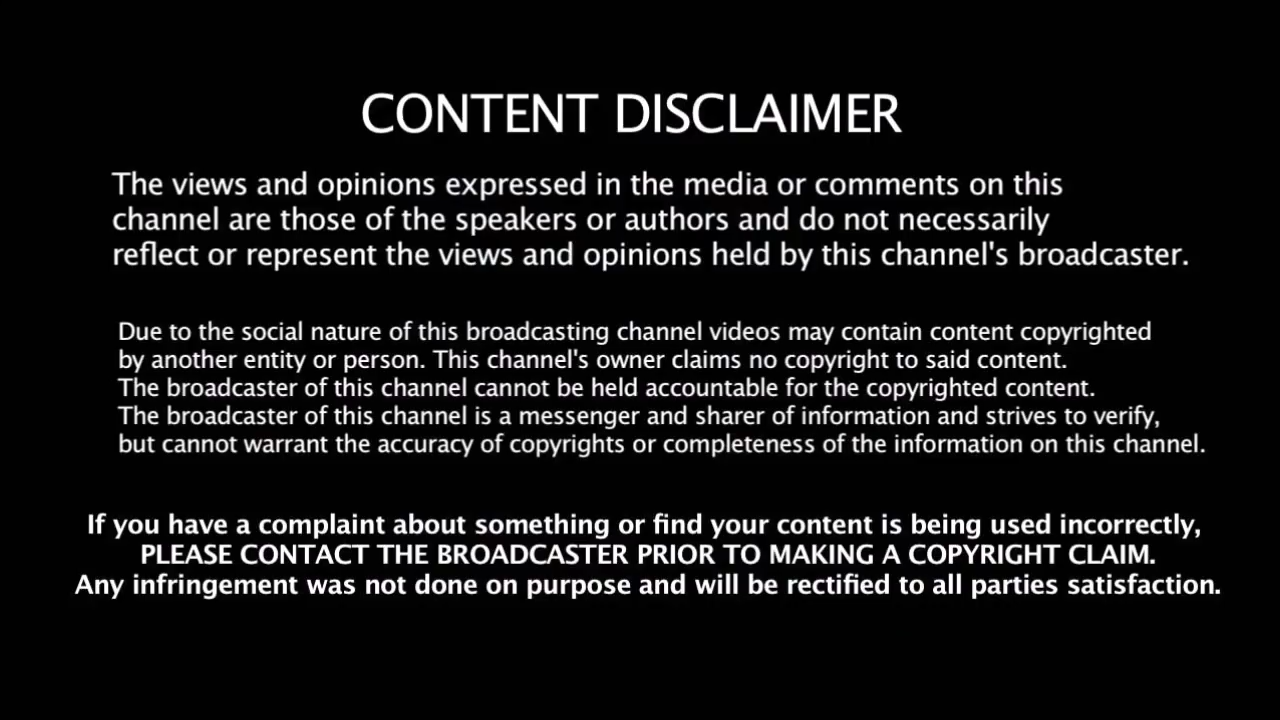 CONTENT DISCLAIMER
The views and opinions expressed in the media or comments on this
channel are those of the speakers or authors and do not necessarily
reflect or represent the views and opinions held by this channel's broadcaster.
Due to the social nature of this broadcasting channel videos may contain content copyrighted
by another entity or person. This channel's owner claims no copyright to said content.
The broadcaster of this channel cannot be held accountable for the copyrighted content.
The broadcaster of this channel is a messenger and sharer of information and strives to verify,
but cannot warrant the accuracy of copyrights or completeness of the information on this channel.
If you have a complaint about something or find your content is being used incorrectly,
PLEASE CONTACT THE BROADCASTER PRIOR TO MAKING A COPYRIGHT CLAIM.
Any infringement was not done on purpose and will be rectified to all parties satisfaction.